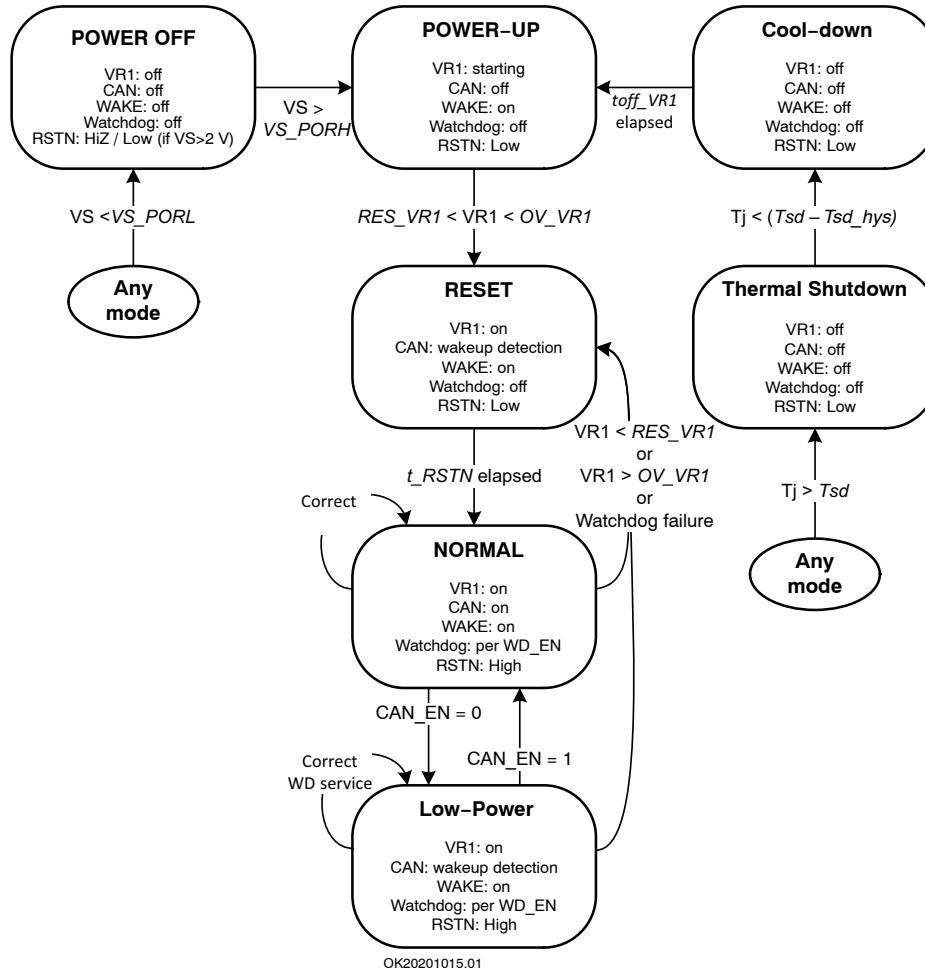 POWER OFF
VR1: off
CAN: off
WAKE: off
Watchdog: off
RSTN: HiZ / Low (if VS>2 V)
VS >
VS_PORH
POWER−UP
VR1: starting
CAN: off
WAKE: on
Watchdog: off
RSTN: Low
toff_VR1
elapsed
Cool−down
VR1: off
CAN: off
WAKE: off
Watchdog: off
RSTN: Low
VS <VS_PORL
Any
mode
RES_VR1 < VR1 < OV_VR1
Tj < (Tsd − Tsd_hys)
RESET
VR1: on
CAN: wakeup detection
WAKE: on
Watchdog: off
RSTN: Low
Thermal Shutdown
VR1: off
CAN: off
WAKE: off
Watchdog: off
RSTN: Low
t_RSTN elapsed
VR1 < RES_VR1
or
VR1 > OV_VR1
or
Watchdog failure
Tj > Tsd
Any
mode
Correct
NORMAL
VR1: on
CAN: on
WAKE: on
Watchdog: per WD_EN
RSTN: High
CAN_EN = 0
CAN_EN = 1
Correct
WD service
Low−Power
VR1: on
CAN: wakeup detection
WAKE: on
Watchdog: per WD_EN
RSTN: High
OK20201015.01